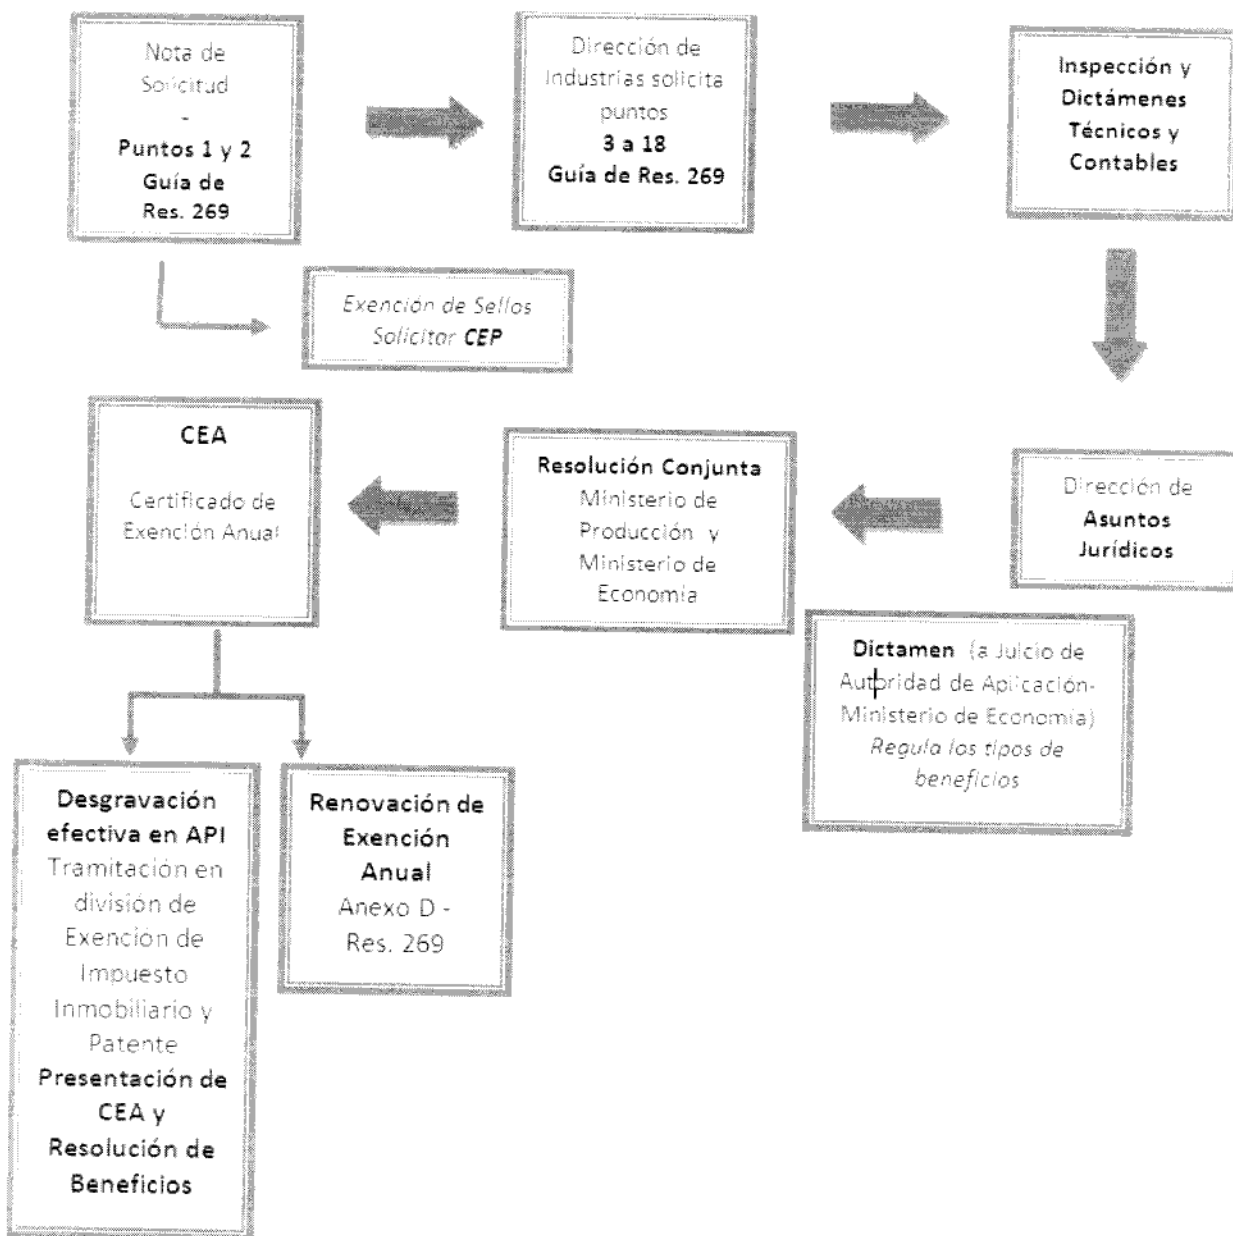 Nota de
Solicitud
-
Puntos 1 y 2
Guía de
Res. 269
Dirección de
Industrias solicita
puntos
3 a 18
Guía de Res. 269
Inspección y
Dictámenes
Técnicos y
Contables
Exención de Sellos
Solicitar CEP
CEA
Certificado de
Exención Anual
Resolución Conjunta
Ministerio de
Producción y
Ministerio de
Economía
Dirección de
Asuntos
Jurídicos
Dictamen (a Juicio de
Autoridad de Aplicación-
Ministerio de Economía)
Regula los tipos de
beneficios
Desgravación
efectiva en API
Tramitación en
división de
Exención de
Impuesto
Inmobiliario y
Patente
Presentación de
CEA y
Resolución de
Beneficios
Renovación de
Exención
Anual
Anexo D -
Res. 269